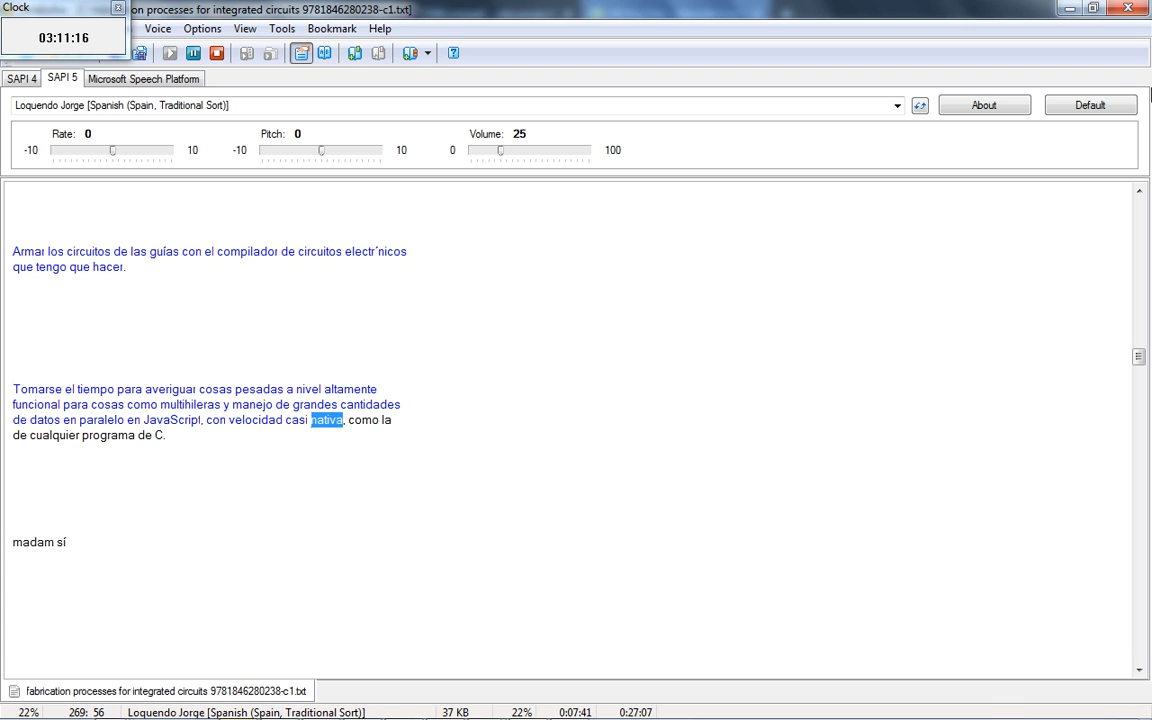 Clock
on processes for integrated circuits 9781846280238-c1.txt]
03:11:16
Voice Options View Tools Bookmark Help
SAPI 4 SAPI 5 Microsoft Speech Platform
Loquendo Jorge [Spanish (Spain, Traditional Sort)] About Default
Rate: 0 Pitch: 0 Volume: 25
-10 10 -10 10 0 100
Armar los circuitos de las guías con el compilador de circuitos electr´nicos
que tengo que hacer.
Tomarse el tiempo para averiguar cosas pesadas a nivel altamente
funcional para cosas como multihileras y manejo de grandes cantidades
de datos en paralelo en JavaScript, con velocidad casi nativa, como la
de cualquier programa de C.
madam sí
fabrication processes for integrated circuits 9781846280238-c1.txt
22% 269: 56 Loquendo Jorge [Spanish (Spain, Traditional Sort)] 37 KB 22% 0:07:41 0:27:07